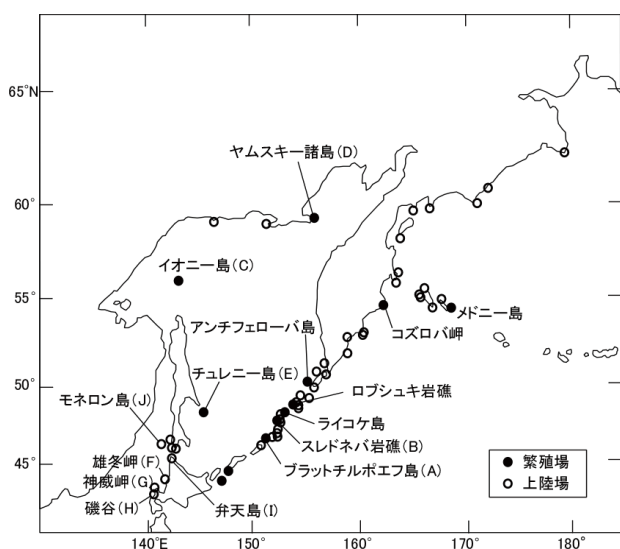 65°N
ヤムスキー諸島(D)
60°
イオニー島(C)
55°
メドニー島
アンチフェローバ島
コズロバ岬
チュレニー島(E)
50°
ロブシュキ岩礁
モネロン島(J)
ライコケ島
スレドネバ岩礁(B)
雄冬岬(F)
45°
ブラットチルポエフ島(A)
神威岬(G)
磯谷(H)
弁天島(I)
繁殖場
上陸場
140°E
150°
160°
170°
180°